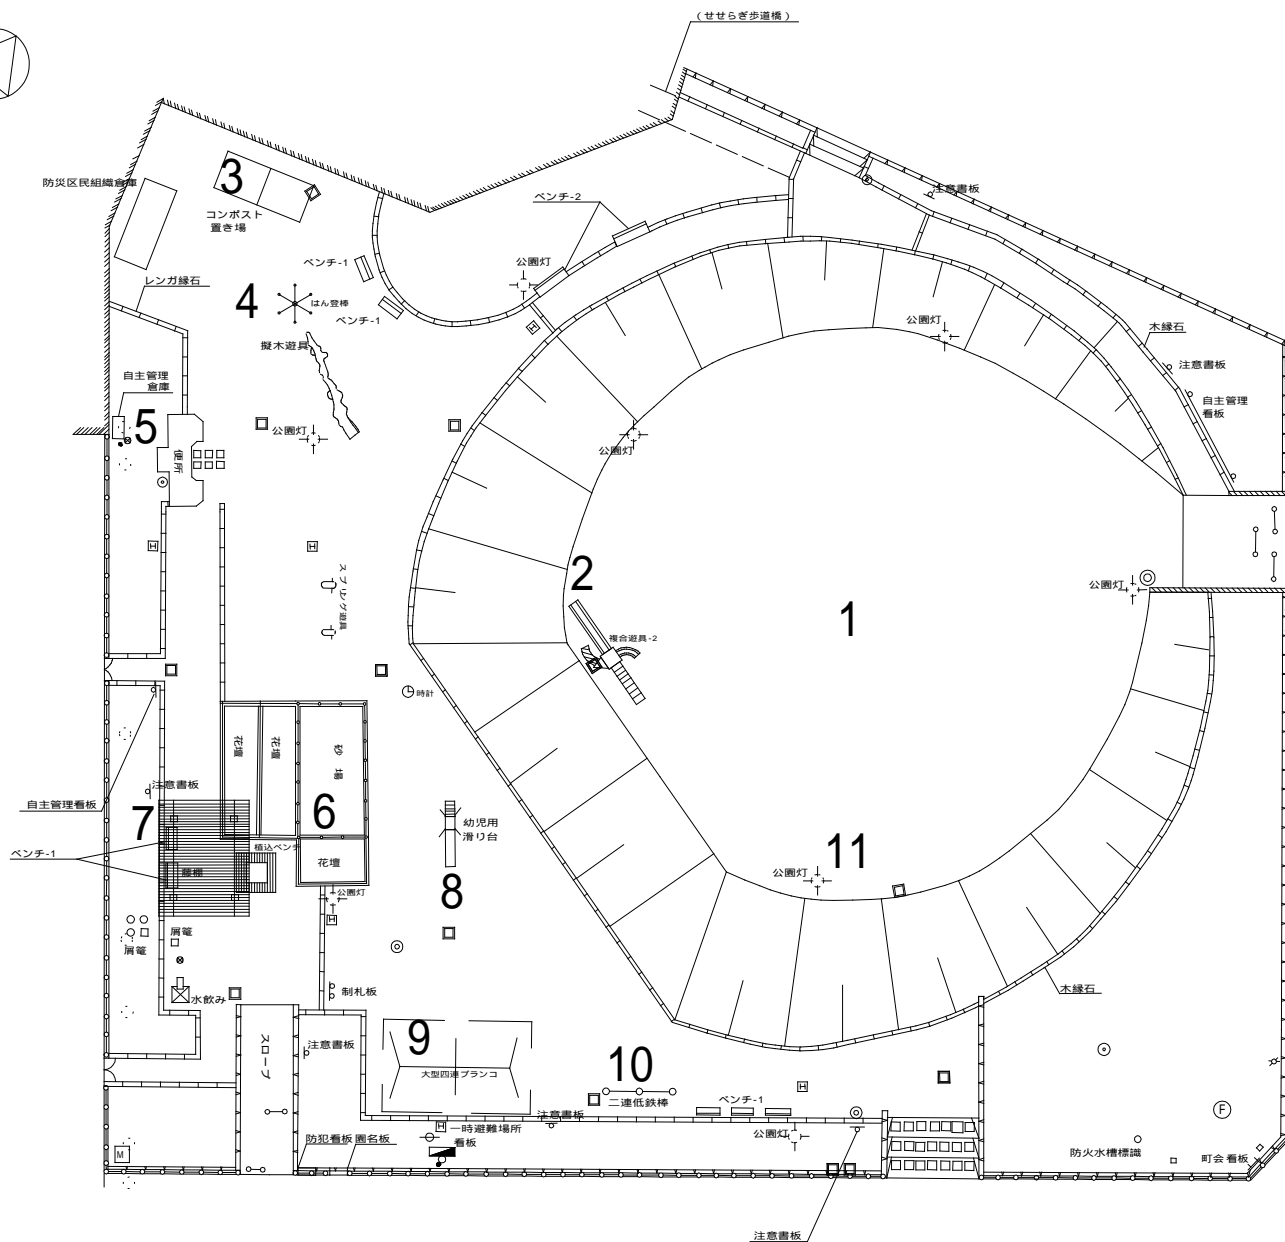 (せせらぎ歩道橋)
防災区民組織倉庫
3
コンポスト
置き場
注意書板
ベンチ-2
ベンチ-1
公園灯
レンガ縁石
4
はん登棒
ベンチ-1
擬木遊具
公園灯
木縁石
注意書板
自主管理
倉庫
自主管理
看板
5
公園灯
公園灯
便所
スプリング遊具
2
公園灯
1
複合遊具-2
時計
花壇
花壇
砂場
注意書板
自主管理看板
7
6
幼児用
滑り台
ベンチ-1
植込ベンチ
藤棚
花壇
11
公園灯
8
公園灯
屑篭
屑篭
水飲み
制札板
木縁石
スロープ
注意書板
9
大型四連ブランコ
10
二連低鉄棒
ベンチ-1
注意書板
F
一時避難場所
看板
防犯看板
園名板
公園灯
M
防火水槽標識
町会看板
注意書板